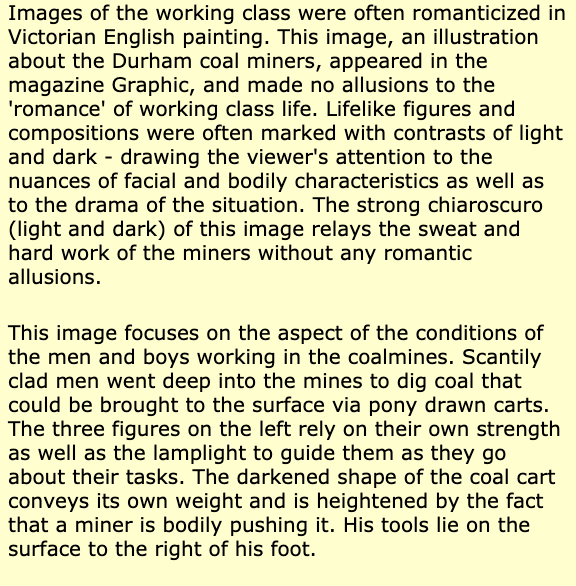 Images of the working class were often romanticized in
Victorian English painting. This image, an illustration
about the Durham coal miners, appeared in the
magazine Graphic, and made no allusions to the
'romance' of working class life. Lifelike figures and
compositions were often marked with contrasts of light
and dark - drawing the viewer's attention to the
nuances of facial and bodily characteristics as well as
to the drama of the situation. The strong chiaroscuro
(light and dark) of this image relays the sweat and
hard work of the miners without any romantic
allusions.
This image focuses on the aspect of the conditions of
the men and boys working in the coalmines. Scantily
clad men went deep into the mines to dig coal that
could be brought to the surface via pony drawn carts.
The three figures on the left rely on their own strength
as well as the lamplight to guide them as they go
about their tasks. The darkened shape of the coal cart
conveys its own weight and is heightened by the fact
that a miner is bodily pushing it. His tools lie on the
surface to the right of his foot.